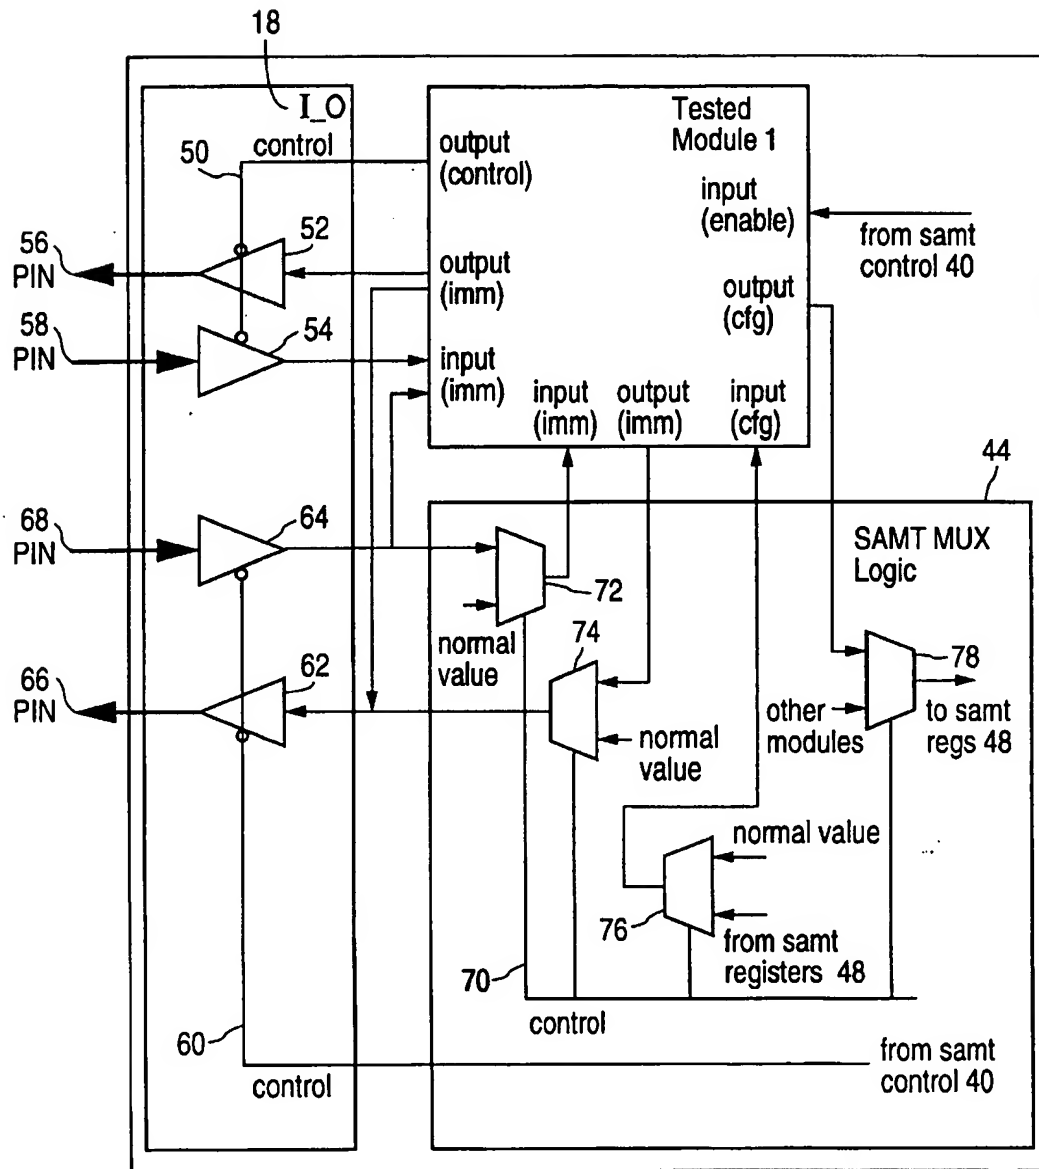 18
I_O
control
50
52
56
PIN
58
PIN
54
output
(control)
Tested
Module 1
input
(enable)
from samt
control 40
output
(imm)
output
(cfg)
input
(imm)
input
(imm)
output
(imm)
input
(cfg)
44
68
PIN
64
SAMT MUX
Logic
72
normal
value
74
78
66
PIN
62
normal
value
other
modules
to samt
regs 48
normal value
76
from samt
registers 48
70
control
60
control
from samt
control 40